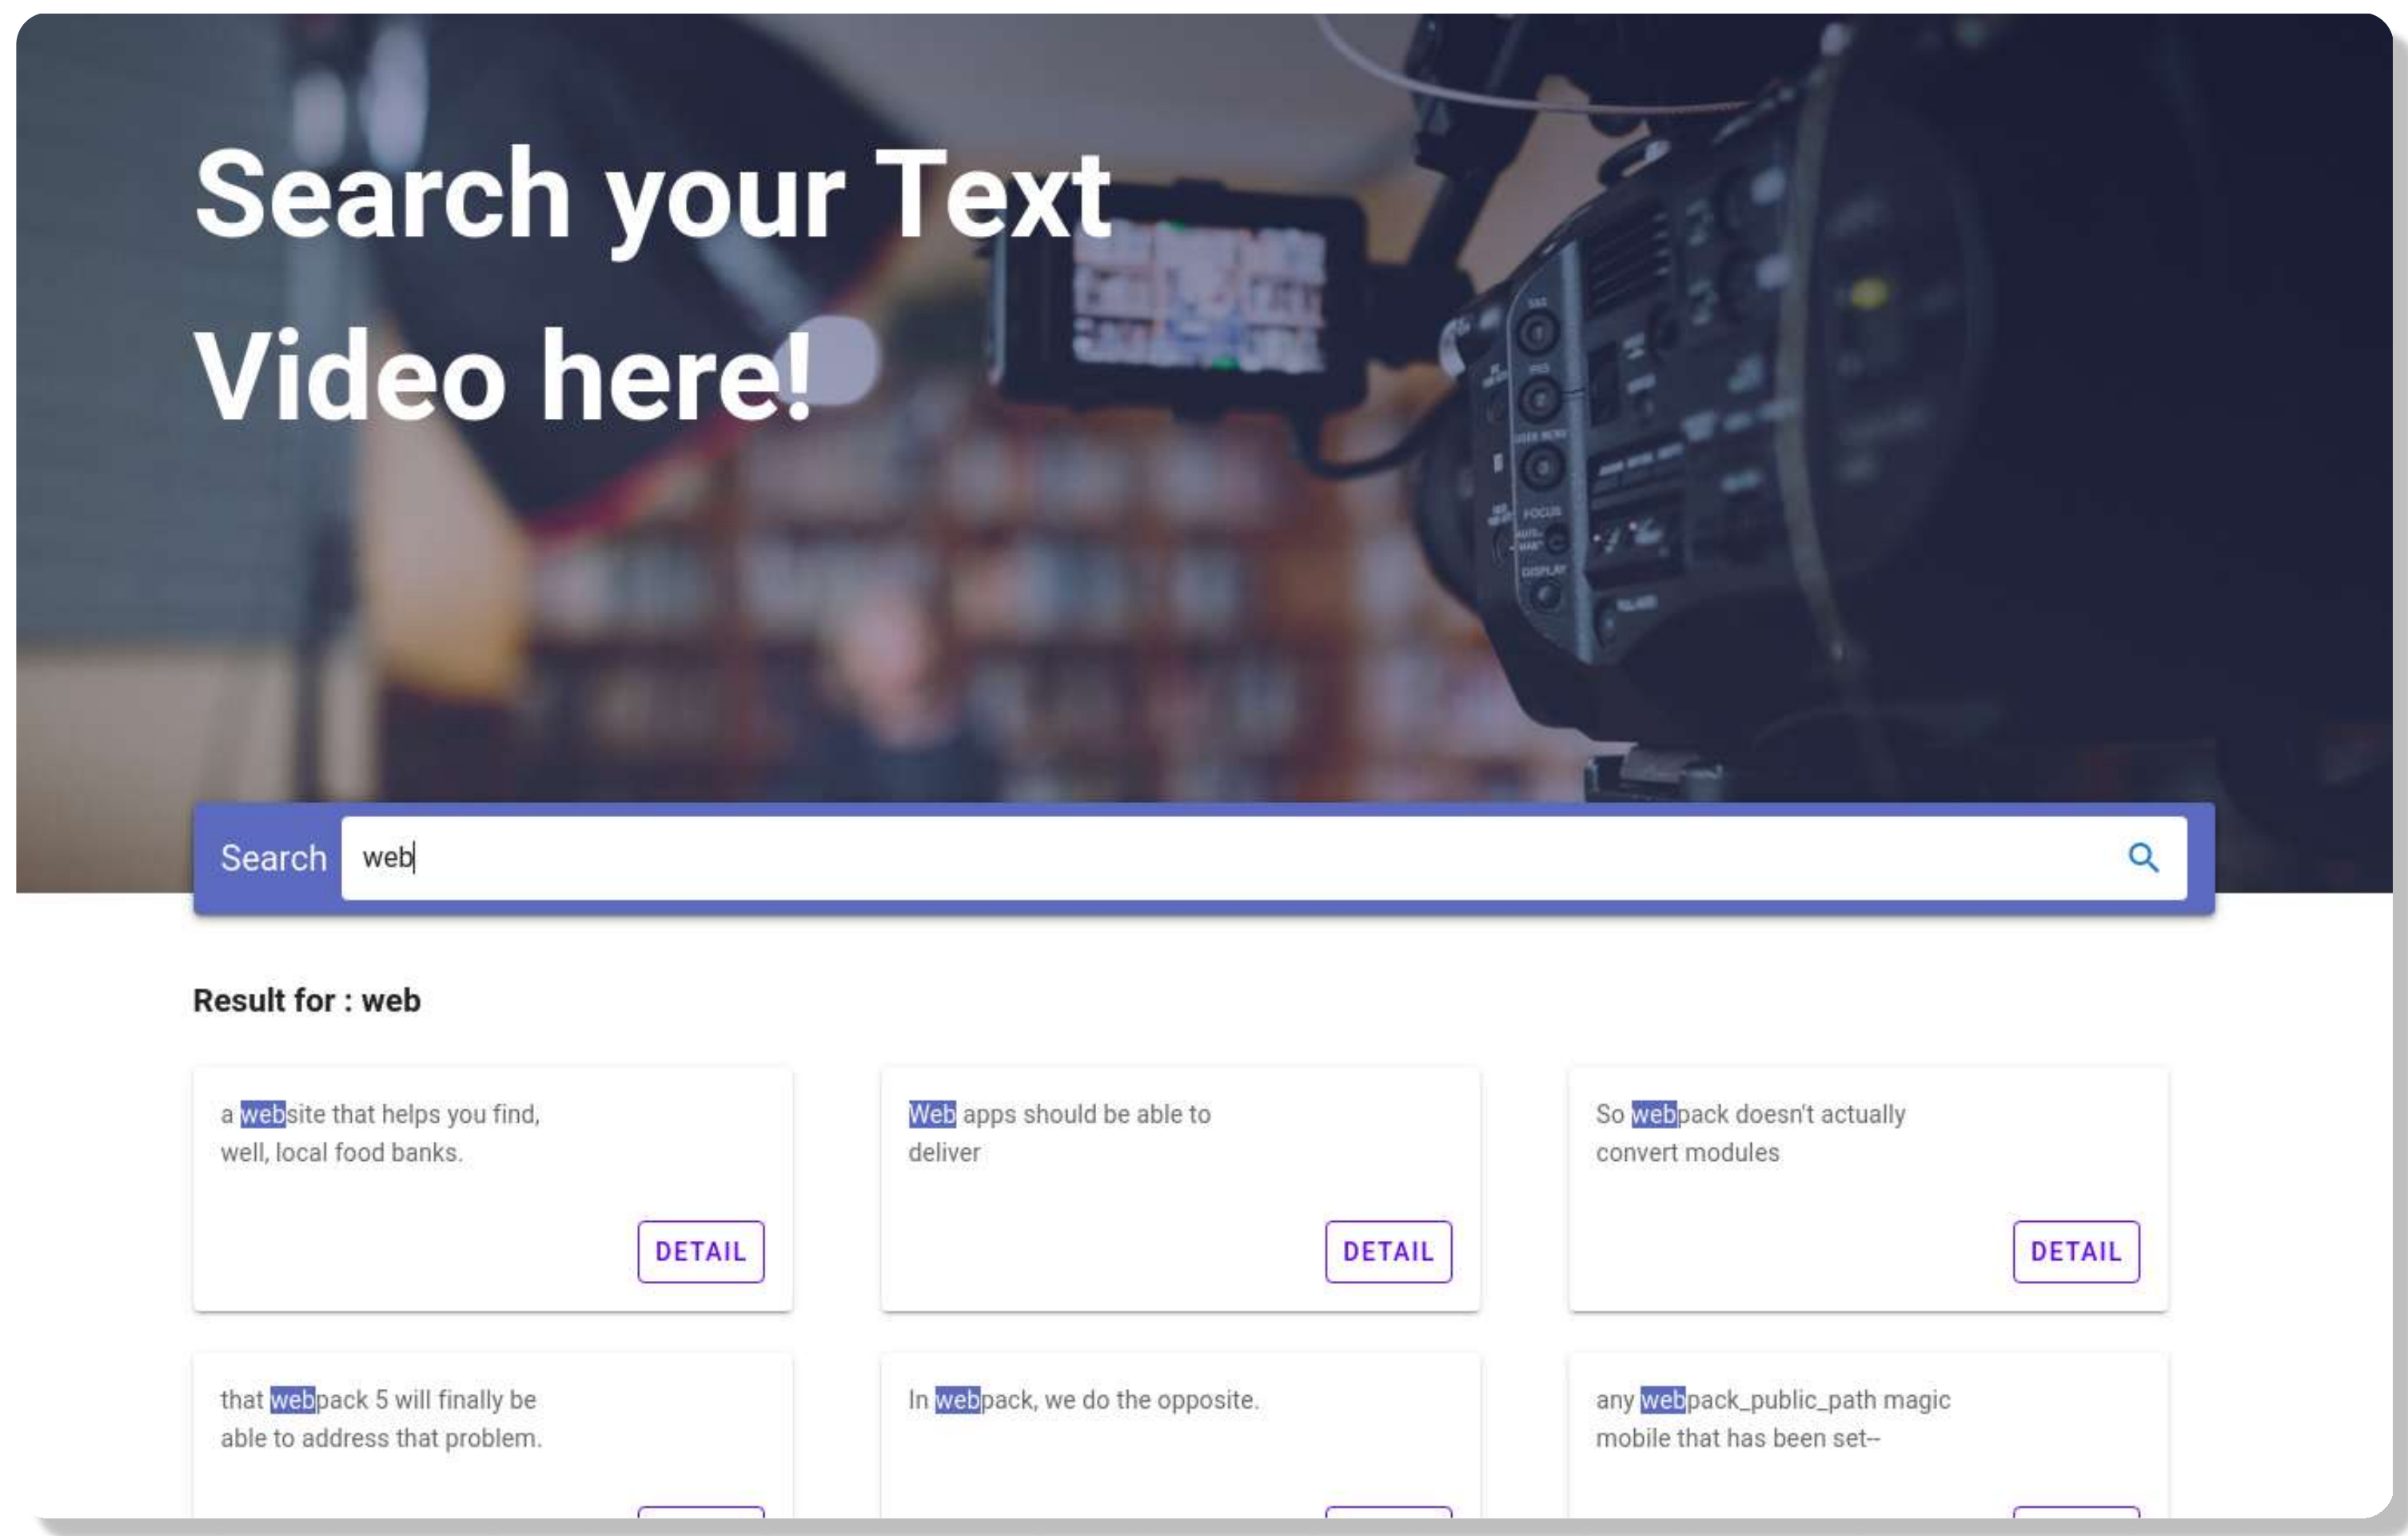 Search your Text
Video here!
FOCUS
DISPLAY
Search web
Result for : web
a website that helps you find,
well, local food banks.
DETAIL
Web apps should be able to
deliver
DETAIL
So webpack doesn't actually
convert modules
DETAIL
that webpack 5 will finally be
able to address that problem.
In webpack, we do the opposite.
any webpack_public_path magic
mobile that has been set--